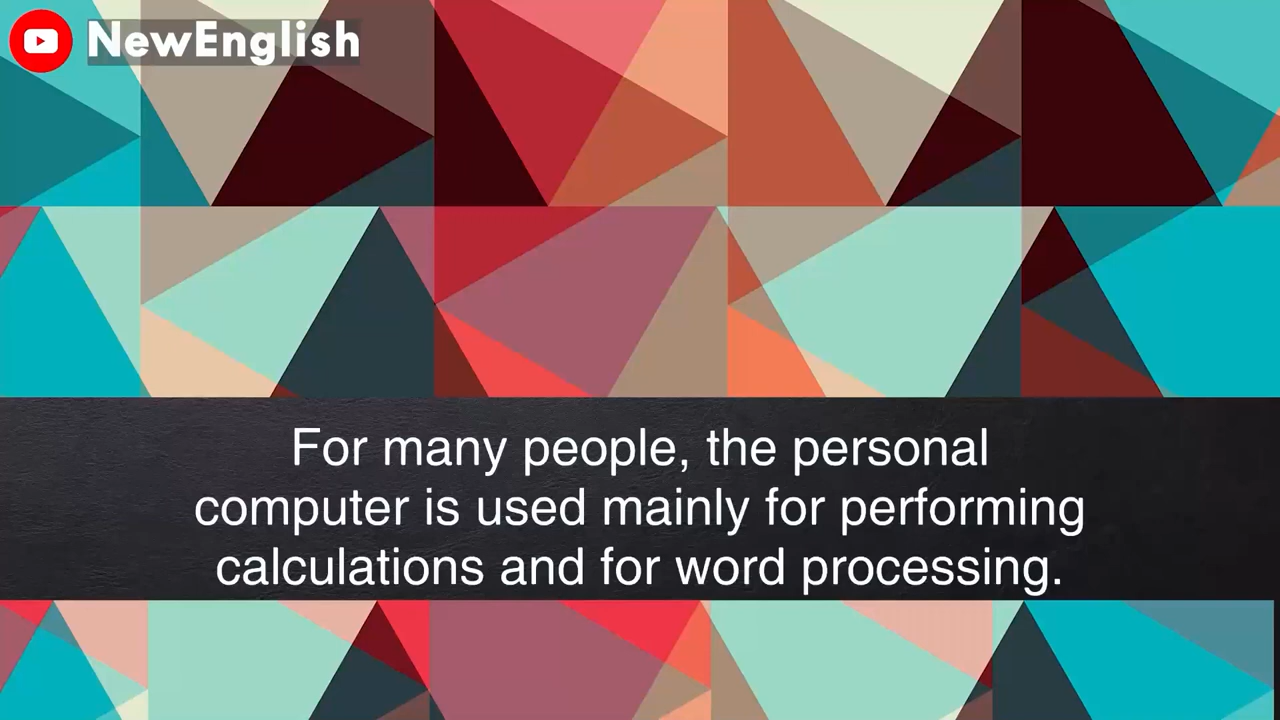 NewEnglish
For many people, the personal
computer is used mainly for performing
calculations and for word processing.